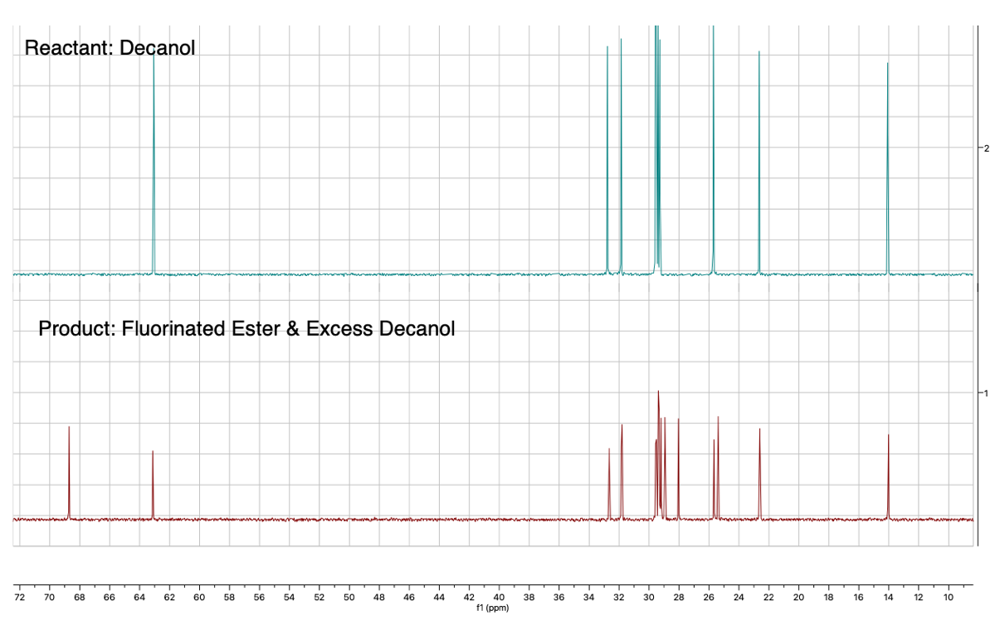 Reactant: Decanol
2
Product: Fluorinated Ester & Excess Decanol
1
72 70 68 66 64 62 60 58 56 54 52 50 48 46 44 42 40 38 36 34 32 30 28 26 24 22 20 18 16 14 12 10
f1 (ppm)